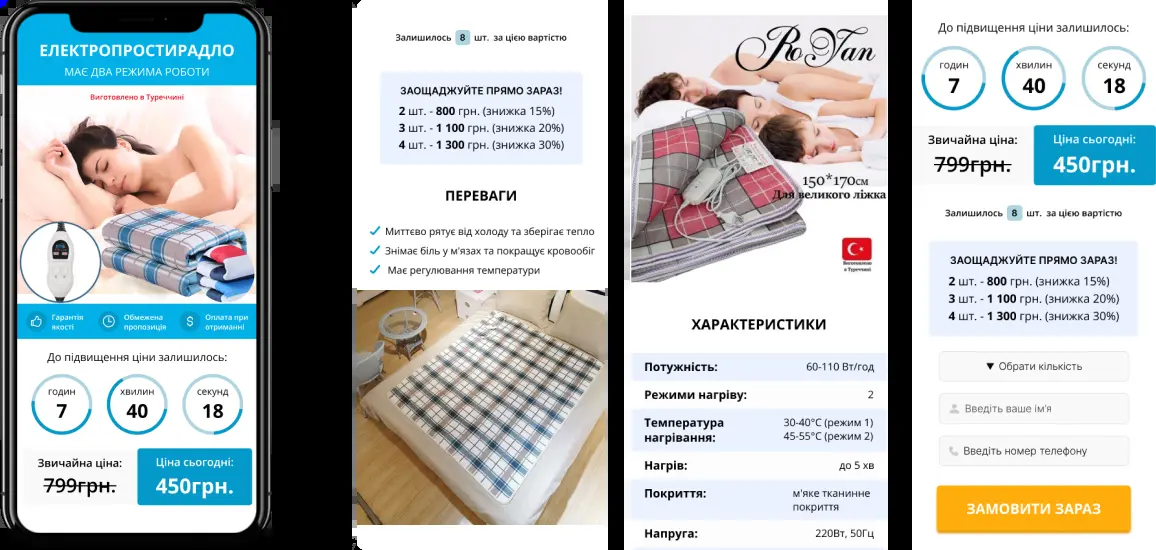 ЕЛЕКТРОПРОСТИРАДЛО
МАЄ ДВА РЕЖИМА РОБОТИ
Виготовлено в Туреччині
Гарантія якості
Обмежена пропозиція
Оплата при отриманні
До підвищення ціни залишилось:
годин
7
хвилин
40
секунд
18
Звичайна ціна:
799грн.
Ціна сьогодні:
450грн.
Залишилось 8 шт. за цією вартістю
ЗАОЩАДЖУЙТЕ ПРЯМО ЗАРАЗ!
2 шт. - 800 грн. (знижка 15%)
3 шт. - 1 100 грн. (знижка 20%)
4 шт. - 1 300 грн. (знижка 30%)
ПЕРЕВАГИ
Миттєво рятує від холоду та зберігає тепло
Знімає біль у м'язах та покращує кровообіг
Має регулювання температури
RoYan
150*170см
Для великого ліжка
Виготовлено
в Туреччині
ХАРАКТЕРИСТИКИ
Потужність: 60-110 Вт/год
Режими нагріву: 2
Температура нагрівання: 30-40°C (режим 1)
45-55°C (режим 2)
Нагрів: до 5 хв
Покриття: м'яке тканинне покриття
Напруга: 220Вт, 50Гц
До підвищення ціни залишилось:
годин
7
хвилин
40
секунд
18
Звичайна ціна:
799грн.
Ціна сьогодні:
450грн.
Залишилось 8 шт. за цією вартістю
ЗАОЩАДЖУЙТЕ ПРЯМО ЗАРАЗ!
2 шт. - 800 грн. (знижка 15%)
3 шт. - 1 100 грн. (знижка 20%)
4 шт. - 1 300 грн. (знижка 30%)
▼ Обрати кількість
Введіть ваше ім'я
Введіть номер телефону
ЗАМОВИТИ ЗАРАЗ